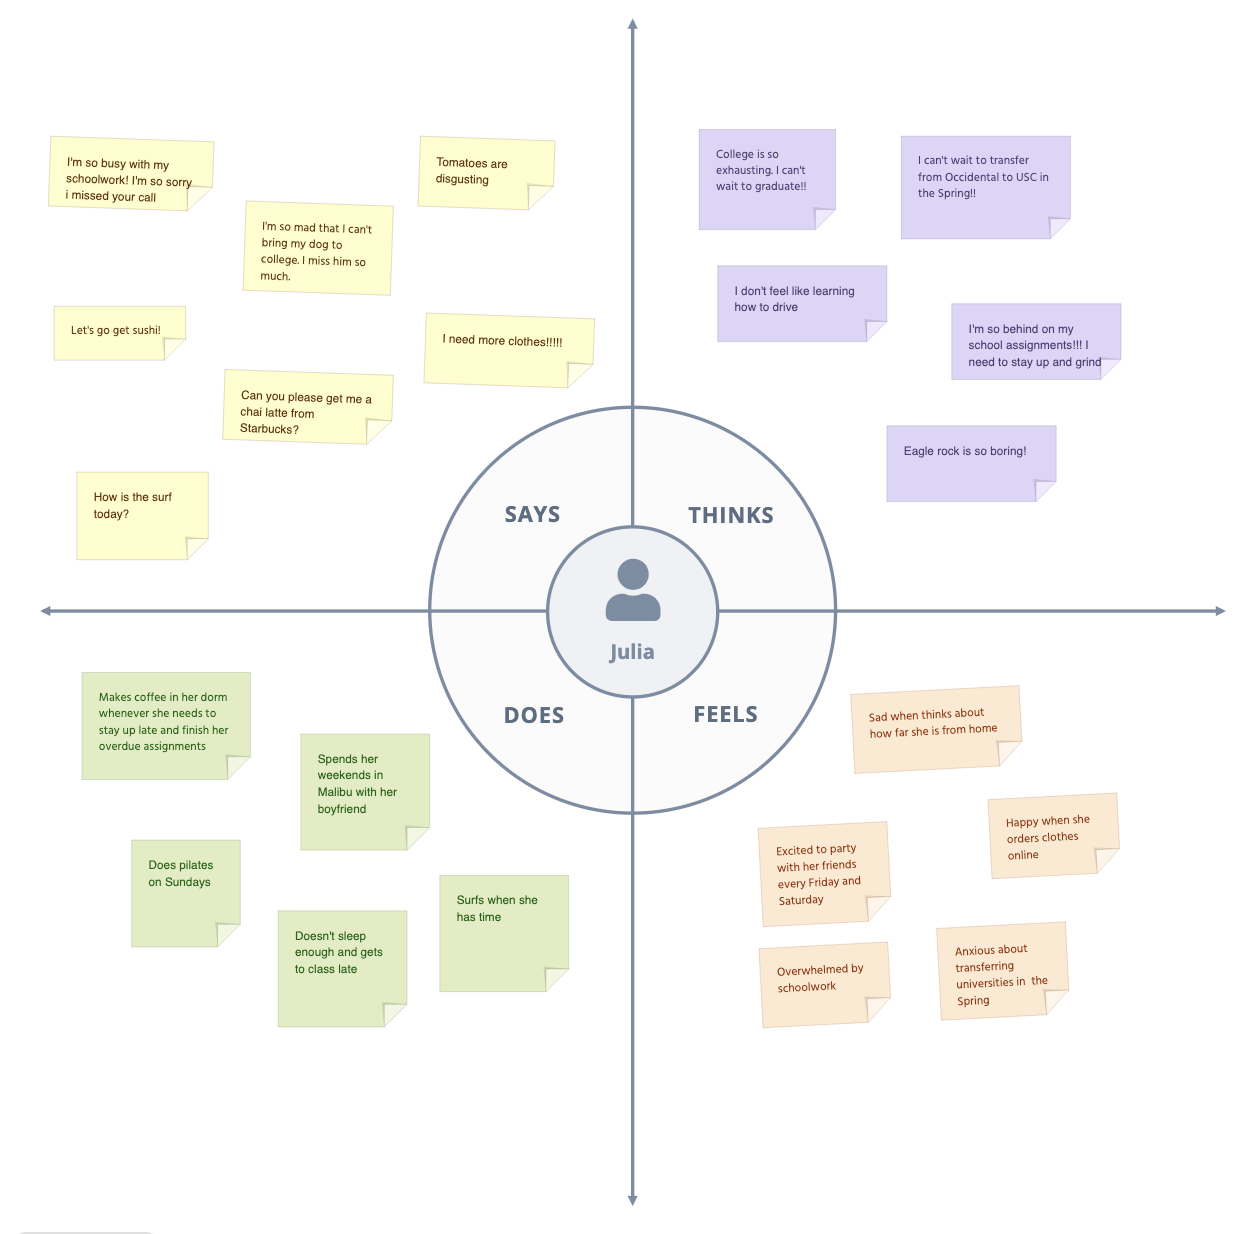 I'm so busy with my
schoolwork! I'm so sorry
i missed your call
Tomatoes are
disgusting
I'm so mad that I can't
bring my dog to
college. I miss him so
much.
Let's go get sushi!
I need more clothes!!!!!
Can you please get me a
chai latte from
Starbucks?
How is the surf
today?
College is so
exhausting. I can't
wait to graduate!!
I can't wait to transfer
from Occidental to USC in
the Spring!!
I don't feel like learning
how to drive
I'm so behind on my
school assignments!!! I
need to stay up and grind
Eagle rock is so boring!
SAYS
THINKS
Julia
DOES
FEELS
Makes coffee in her dorm
whenever she needs to
stay up late and finish her
overdue assignments
Spends her
weekends in
Malibu with her
boyfriend
Does pilates
on Sundays
Doesn't sleep
enough and gets
to class late
Surfs when she
has time
Sad when thinks about
how far she is from home
Happy when she
orders clothes
online
Excited to party
with her friends
every Friday and
Saturday
Overwhelmed by
schoolwork
Anxious about
transferring
universities in  the
Spring